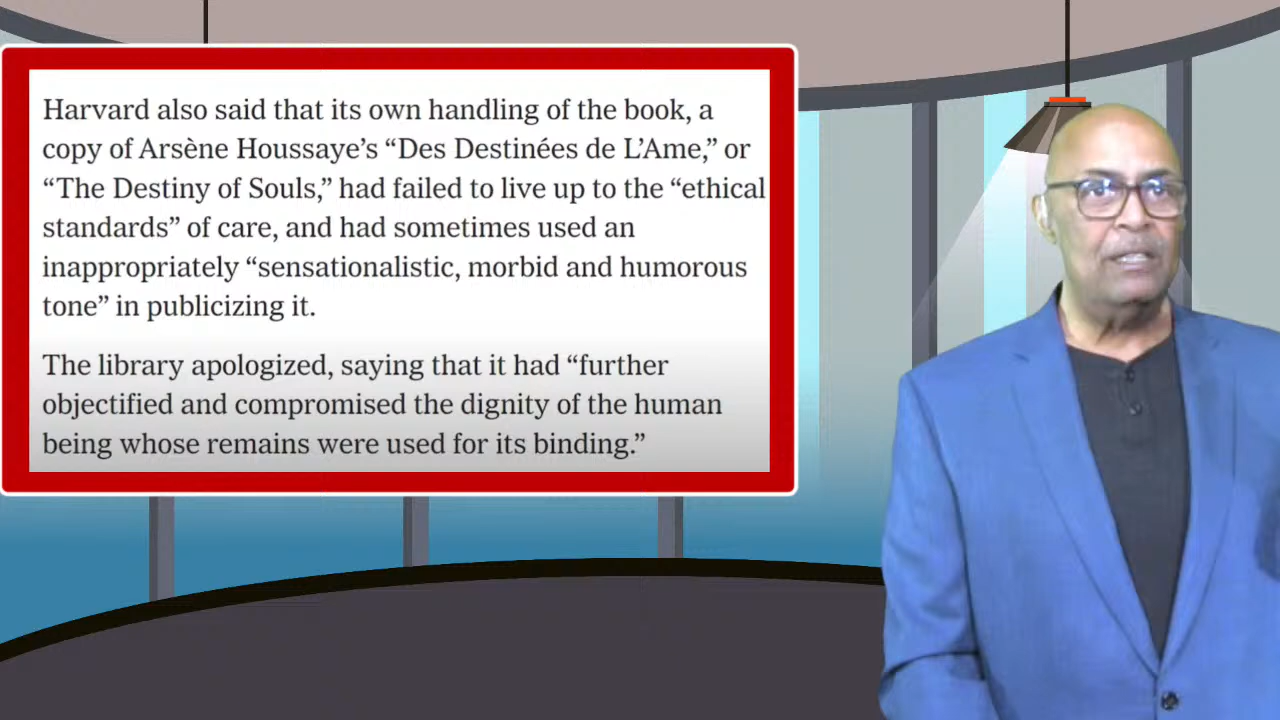 Harvard also said that its own handling of the book, a
copy of Arsène Houssaye’s “Des Destinées de L’Ame,” or
“The Destiny of Souls,” had failed to live up to the “ethical
standards” of care, and had sometimes used an
inappropriately “sensationalistic, morbid and humorous
tone” in publicizing it.
The library apologized, saying that it had “further
objectified and compromised the dignity of the human
being whose remains were used for its binding.”